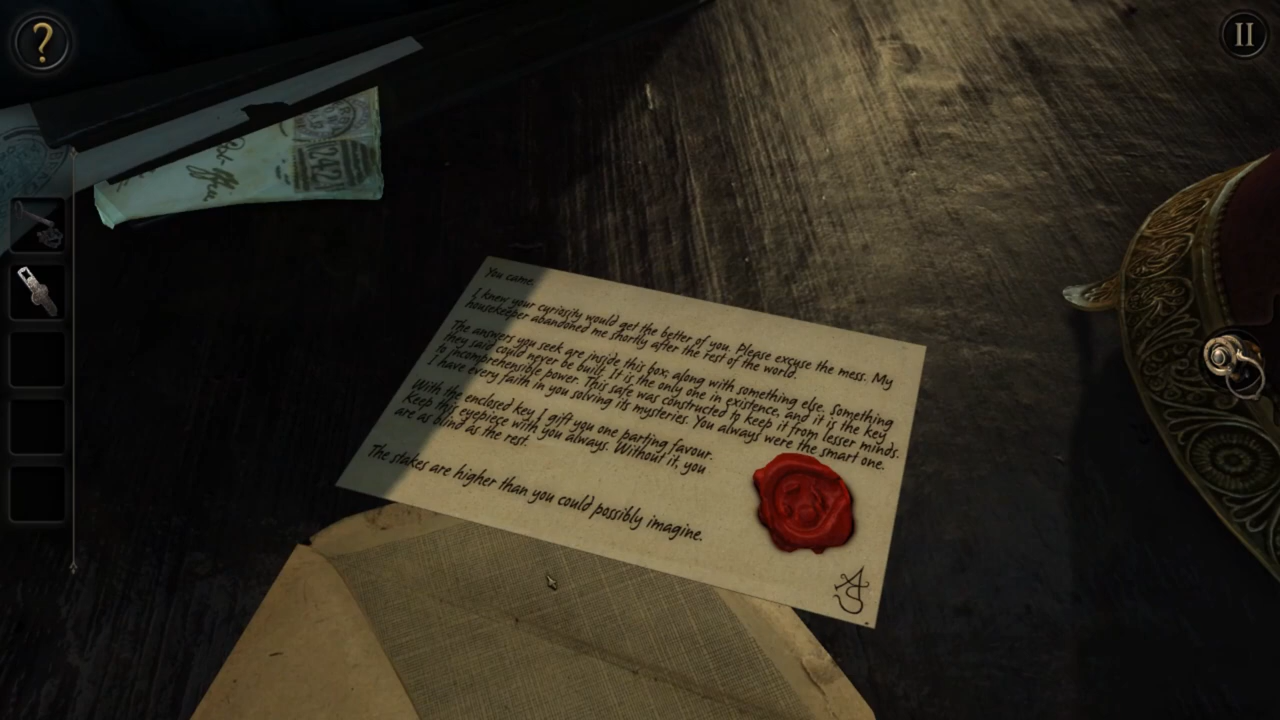 You came.
I knew your curiosity would get the better of you. Please excuse the mess. My
housekeeper abandoned me shortly after the rest of the world.
The answers you seek are inside this box; along with something else. Something
they said could never be built. It is the only one in existence, and it is the key
to incomprehensible power. This safe was constructed to keep it from lesser minds.
I have every faith in you solving its mysteries. You always were the smart one.
With the enclosed key I gift you one parting favour.
Keep this eyepiece with you always. Without it, you
are as blind as the rest.
The stakes are higher than you could possibly imagine.
AS
?
242